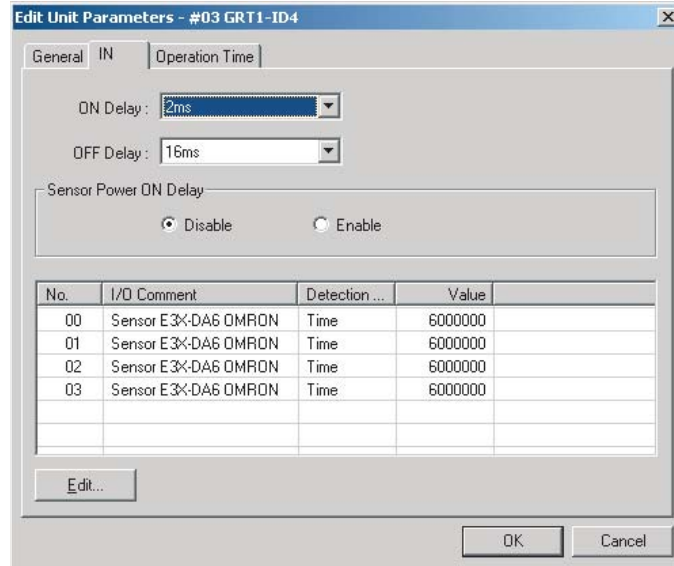 Edit Unit Parameters - #03 GRT1-ID4
General IN Operation Time
ON Delay : 2ms
OFF Delay : 16ms
Sensor Power ON Delay
Disable Enable
No. I/O Comment Detection ... Value
00 Sensor E3X-DA6 OMRON Time 6000000
01 Sensor E3X-DA6 OMRON Time 6000000
02 Sensor E3X-DA6 OMRON Time 6000000
03 Sensor E3X-DA6 OMRON Time 6000000
Edit...
OK Cancel